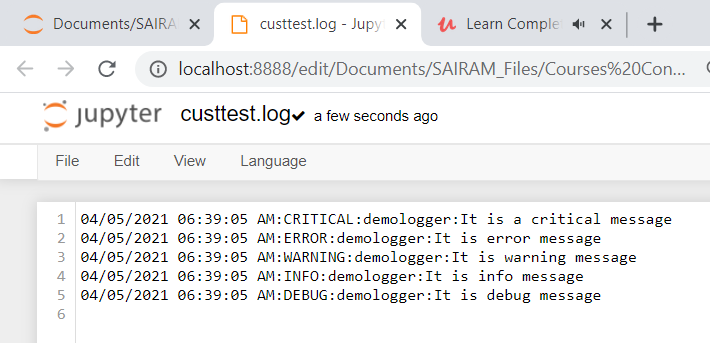 Documents/SAIRA
custtest.log - Jupy
Learn Comple
localhost:8888/edit/Documents/SAIRAM_Files/Courses%20Con...
jupyter custtest.log a few seconds ago
File Edit View Language
1 04/05/2021 06:39:05 AM:CRITICAL:demologger:It is a critical message
2 04/05/2021 06:39:05 AM:ERROR:demologger:It is error message
3 04/05/2021 06:39:05 AM:WARNING:demologger:It is warning message
4 04/05/2021 06:39:05 AM:INFO:demologger:It is info message
5 04/05/2021 06:39:05 AM:DEBUG:demologger:It is debug message
6